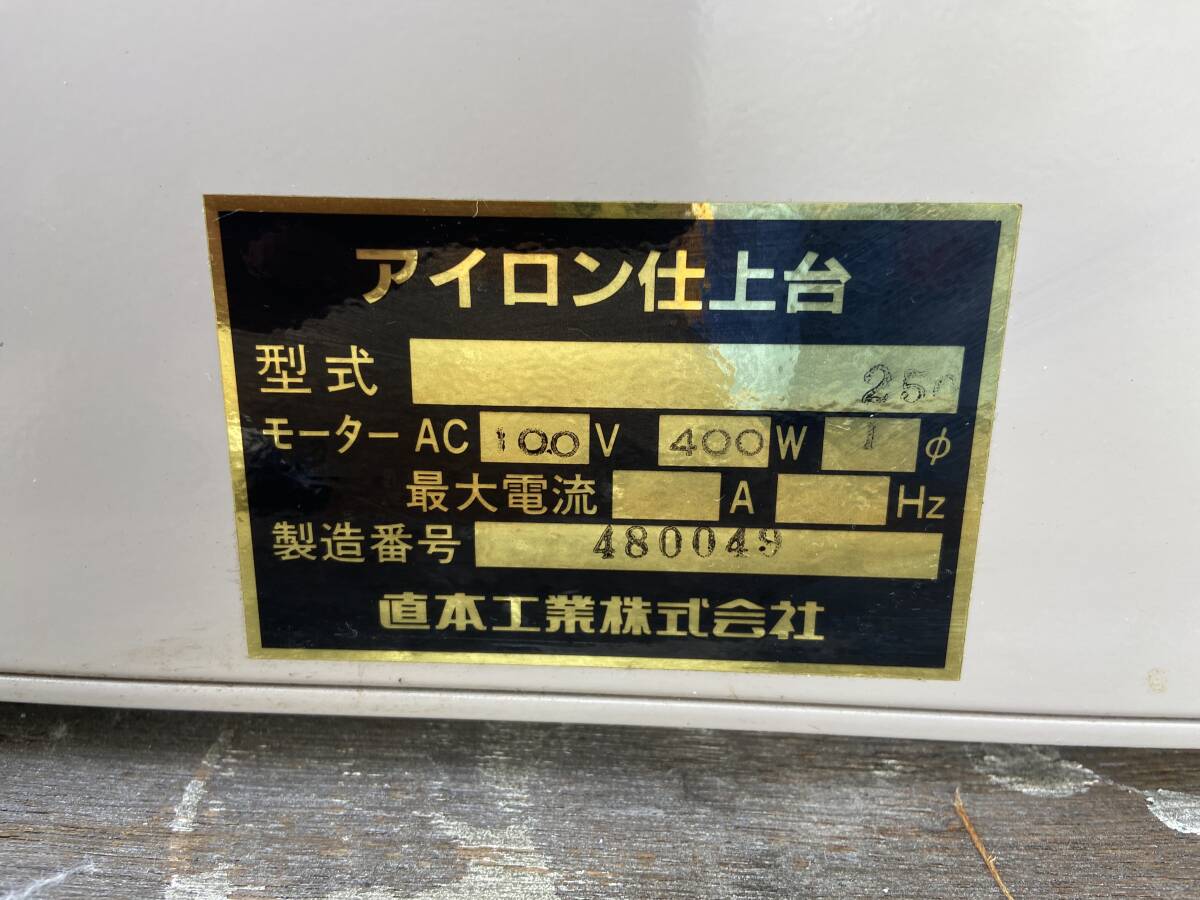 アイロン仕上台
型式 250
モーター AC 100 V 400 W 1 φ
最大電流 A Hz
製造番号 480049
直本工業株式会社